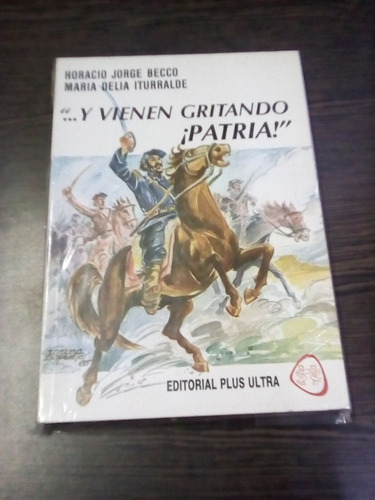 HORACIO JORGE BECCO
MARIA DELIA ITURRALDE
"...Y VIENEN GRITANDO
¡PATRIA!"
EDITORIAL PLUS ULTRA